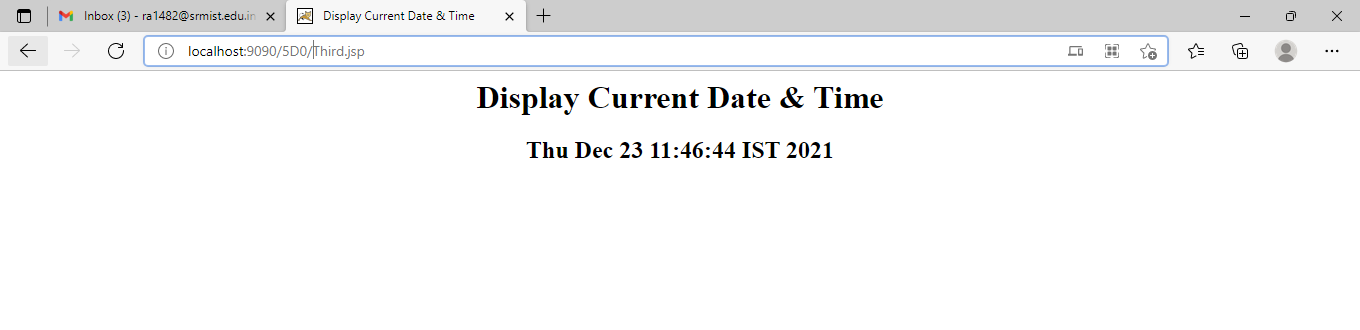 Inbox (3) - ra1482@srmist.edu.in
Display Current Date & Time
localhost:9090/5D0/Third.jsp
Display Current Date & Time
Thu Dec 23 11:46:44 IST 2021